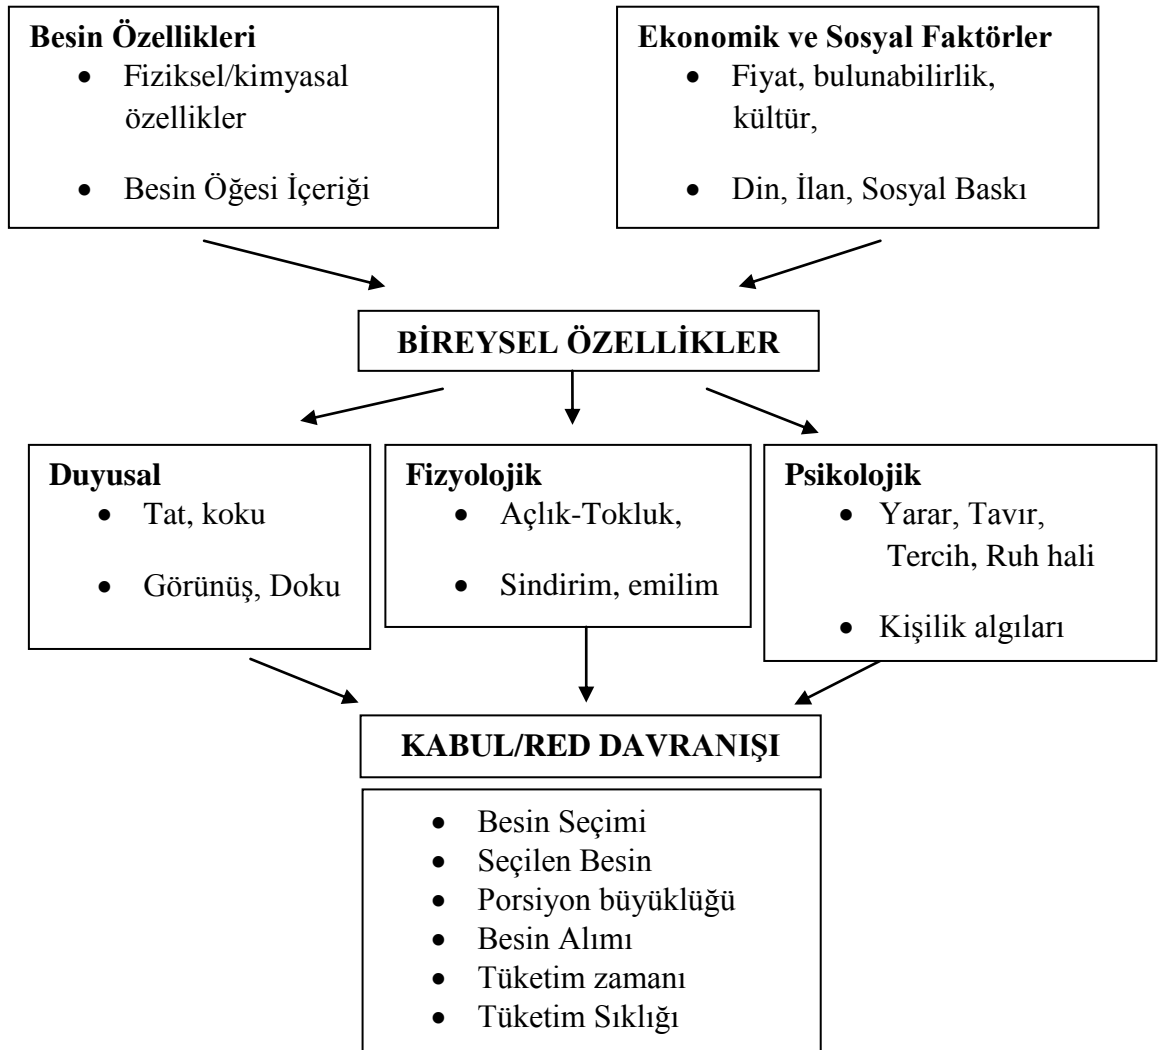 Besin Özellikleri
• Fiziksel/kimyasal
özellikler
• Besin Öğesi İçeriği
Ekonomik ve Sosyal Faktörler
• Fiyat, bulunabilirlik,
kültür,
• Din, İlan, Sosyal Baskı
BİREYSEL ÖZELLİKLER
Duyusal
• Tat, koku
• Görünüş, Doku
Fizyolojik
• Açlık-Tokluk,
• Sindirim, emilim
Psikolojik
• Yarar, Tavır,
Tercih, Ruh hali
• Kişilik algıları
KABUL/RED DAVRANIŞI
• Besin Seçimi
• Seçilen Besin
• Porsiyon büyüklüğü
• Besin Alımı
• Tüketim zamanı
• Tüketim Sıklığı